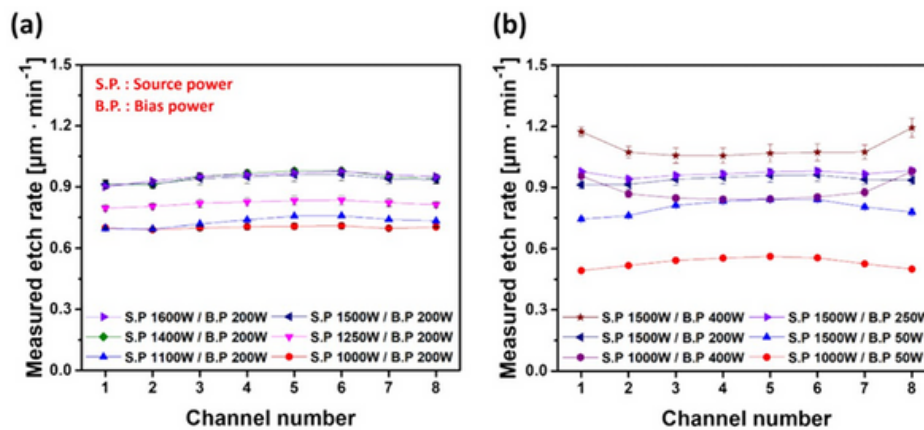 (a)
Measured etch rate [µm · min⁻¹]
1.5
1.2
0.9
0.6
0.3
0.0
S.P. : Source power
B.P. : Bias power
S.P 1600W / B.P 200W
S.P 1500W / B.P 200W
S.P 1400W / B.P 200W
S.P 1250W / B.P 200W
S.P 1100W / B.P 200W
S.P 1000W / B.P 200W
1 2 3 4 5 6 7 8
Channel number
(b)
Measured etch rate [µm · min⁻¹]
1.5
1.2
0.9
0.6
0.3
0.0
S.P 1500W / B.P 400W
S.P 1500W / B.P 250W
S.P 1500W / B.P 200W
S.P 1500W / B.P 50W
S.P 1000W / B.P 400W
S.P 1000W / B.P 50W
1 2 3 4 5 6 7 8
Channel number